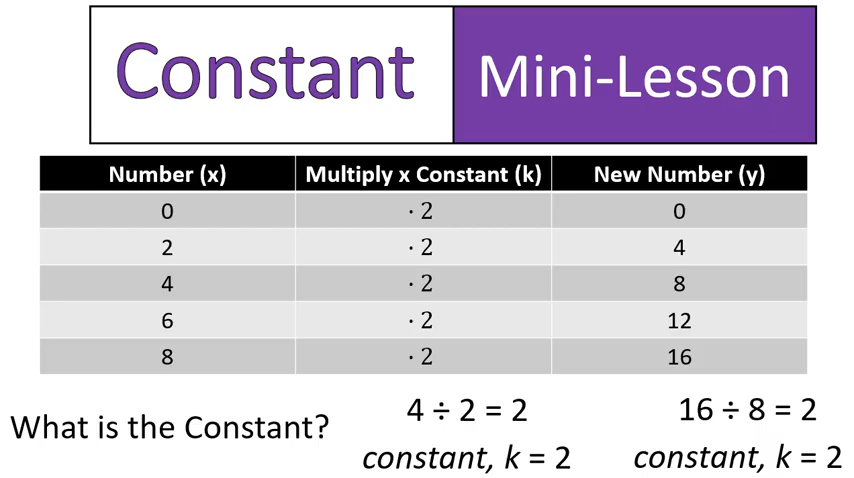 Constant Mini-Lesson
Number (x) Multiply x Constant (k) New Number (y)
0 · 2 0
2 · 2 4
4 · 2 8
6 · 2 12
8 · 2 16
What is the Constant?
4 ÷ 2 = 2
constant, k = 2
16 ÷ 8 = 2
constant, k = 2